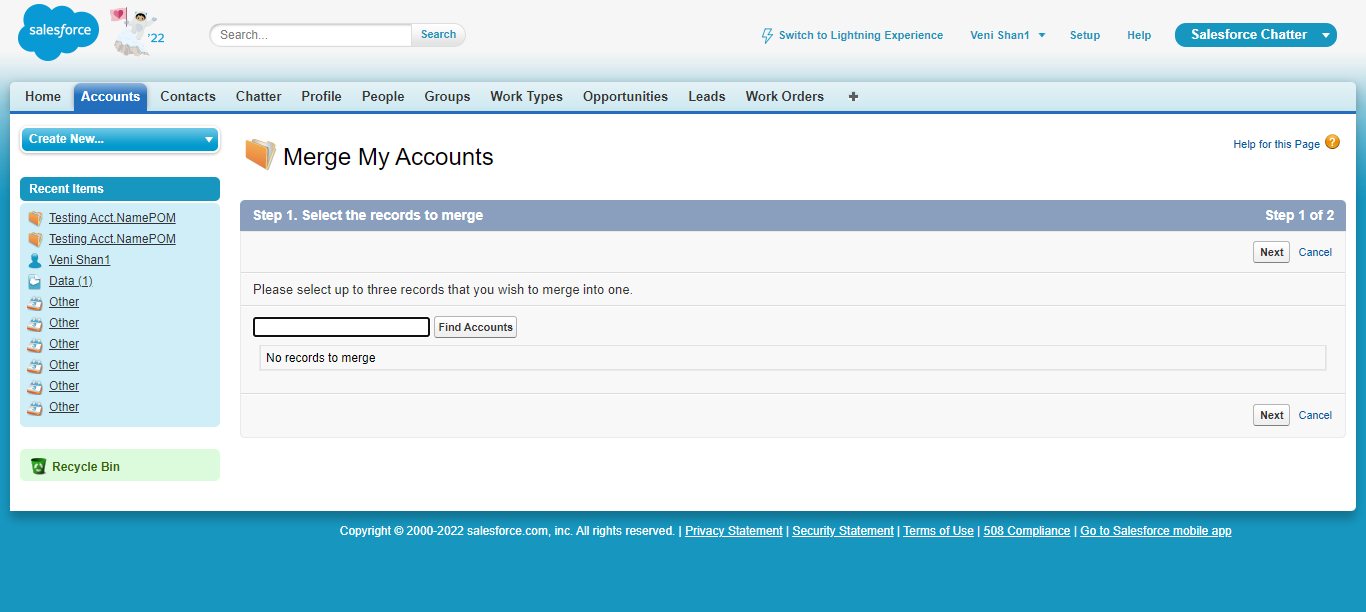 salesforce
'22
Search...
Search
Switch to Lightning Experience
Veni Shan1
Setup
Help
Salesforce Chatter
Home Accounts Contacts Chatter Profile People Groups Work Types Opportunities Leads Work Orders +
Create New...
Recent Items
Testing Acct.NamePOM
Testing Acct.NamePOM
Veni Shan1
Data (1)
Other
Other
Other
Other
Other
Other
Recycle Bin
Merge My Accounts
Help for this Page ?
Step 1. Select the records to merge Step 1 of 2
Next Cancel
Please select up to three records that you wish to merge into one.
Find Accounts
No records to merge
Next Cancel
Copyright © 2000-2022 salesforce.com, inc. All rights reserved. | Privacy Statement | Security Statement | Terms of Use | 508 Compliance | Go to Salesforce mobile app